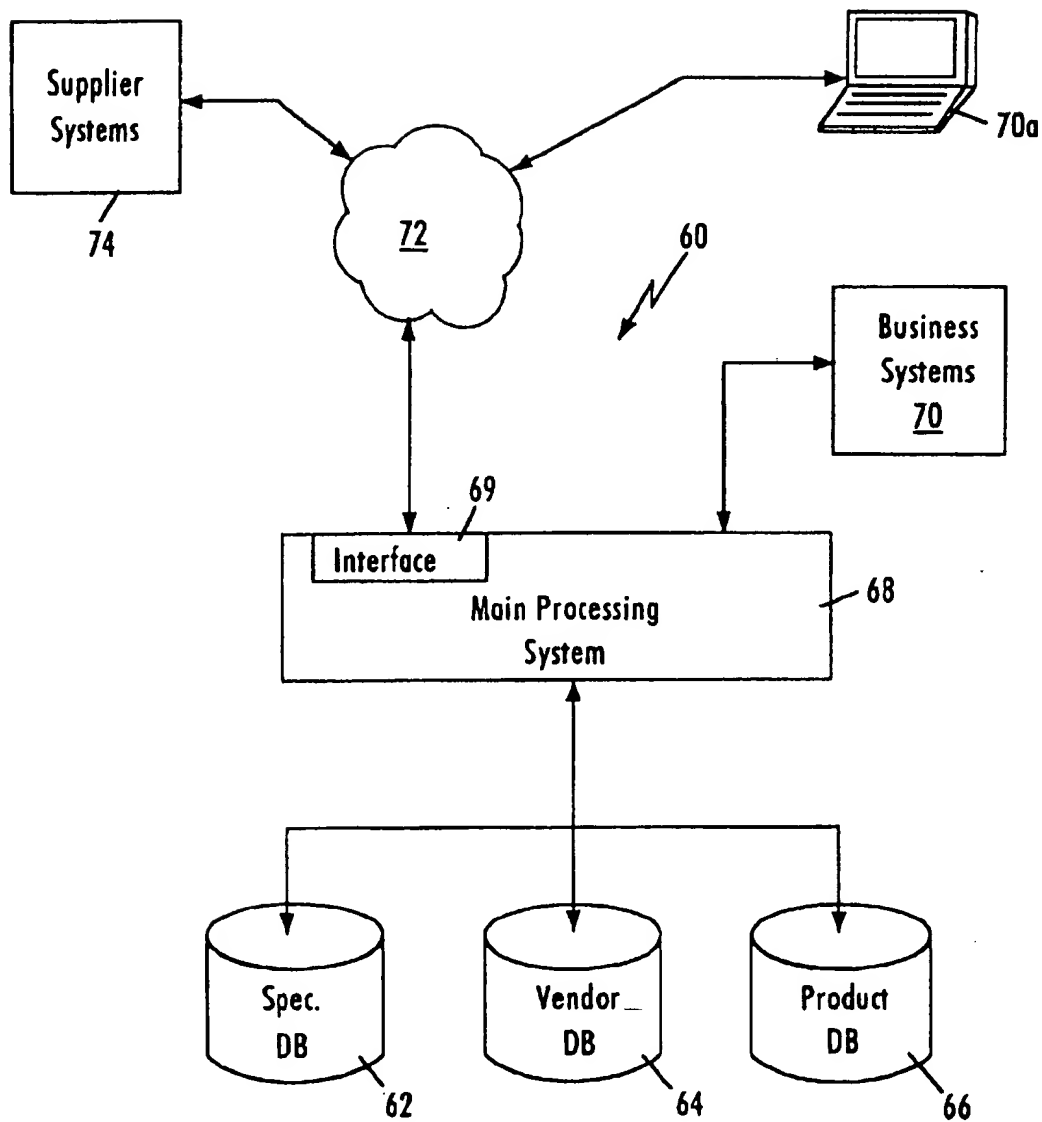 Supplier
Systems
74
70a
72
60
Business
Systems
70
69
Interface
Main Processing
System
68
Spec.
DB
62
Vendor_
DB
64
Product
DB
66